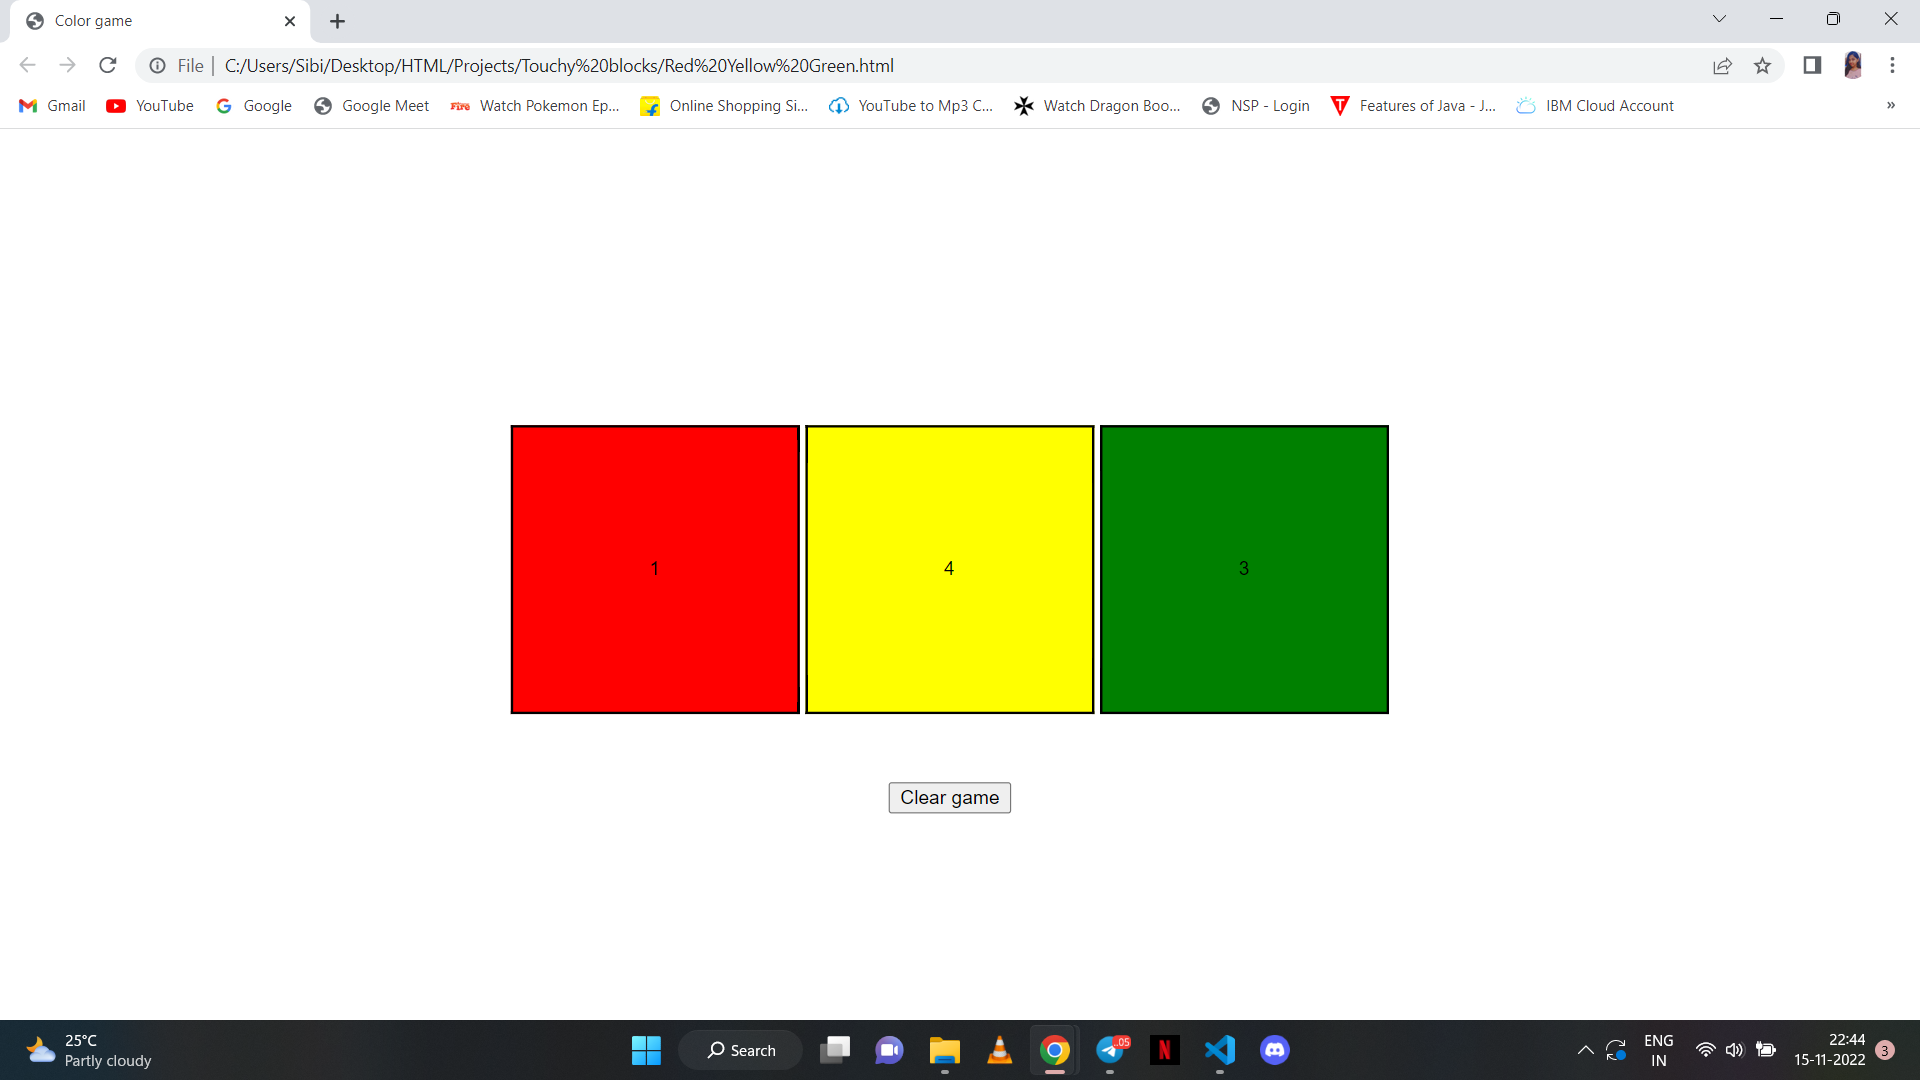 Color game
File | C:/Users/Sibi/Desktop/HTML/Projects/Touchy%20blocks/Red%20Yellow%20Green.html
Gmail YouTube Google Google Meet Fire Watch Pokemon Ep... Online Shopping Si... YouTube to Mp3 C... Watch Dragon Boo... NSP - Login T Features of Java - J... IBM Cloud Account »
1 4 3
Clear game
25°C
Partly cloudy
Search
..05
N
ENG
IN
22:44
15-11-2022
3